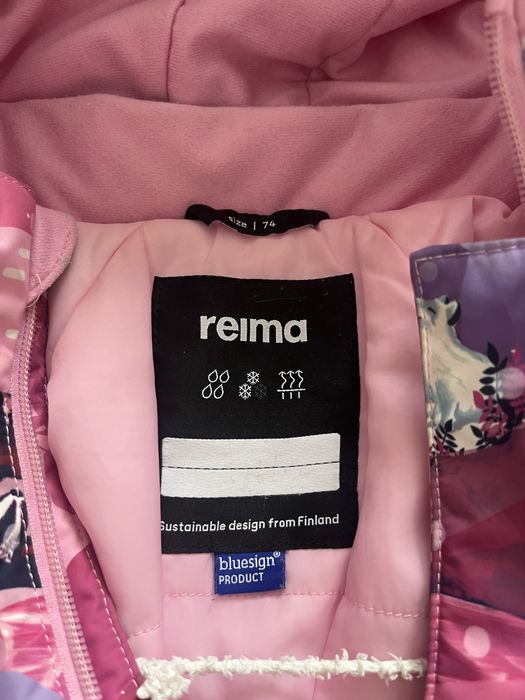 size | 74
reima
Sustainable design from Finland
bluesign®
PRODUCT